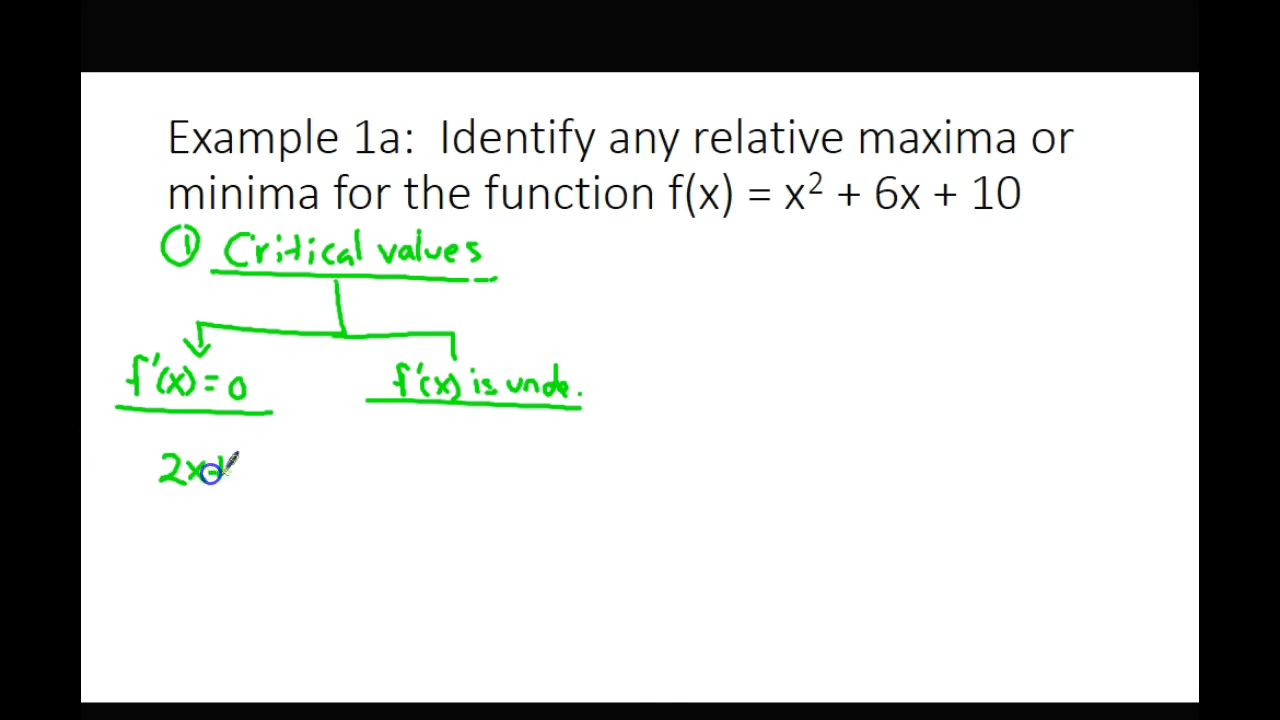 Example 1a: Identify any relative maxima or
minima for the function f(x) = x² + 6x + 10
① Critical values
f'(x) = 0 f'(x) is unde.
2x+